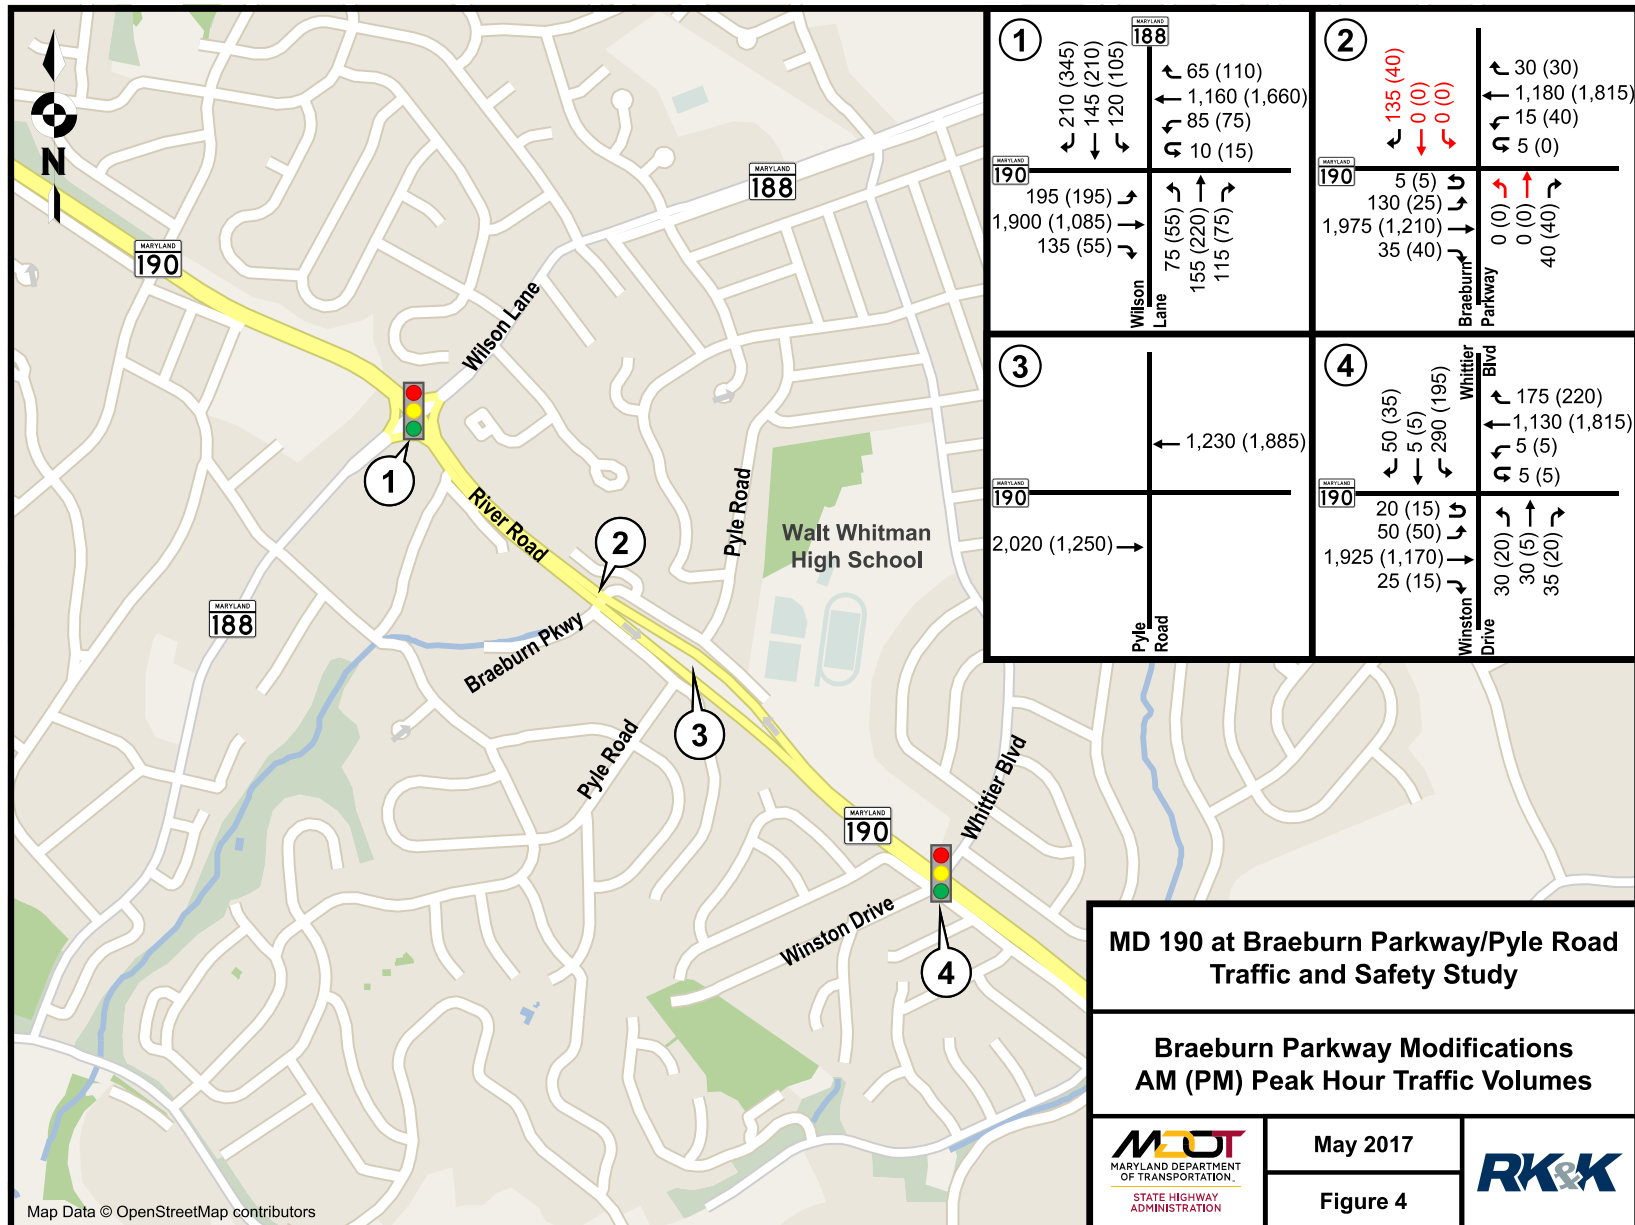 N
MARYLAND
190
Wilson Lane
MARYLAND
188
1
River Road
2
Pyle Road
Walt Whitman
High School
MARYLAND
188
Braeburn Pkwy
3
Pyle Road
MARYLAND
190
Whittier Blvd
Winston Drive
4
Map Data © OpenStreetMap contributors
1
MARYLAND
188
210 (345)
145 (210)
120 (105)
65 (110)
1,160 (1,660)
85 (75)
10 (15)
MARYLAND
190
195 (195)
1,900 (1,085)
135 (55)
75 (55)
155 (220)
115 (75)
Wilson
Lane
2
135 (40)
0 (0)
0 (0)
30 (30)
1,180 (1,815)
15 (40)
5 (0)
MARYLAND
190
5 (5)
130 (25)
1,975 (1,210)
35 (40)
0 (0)
0 (0)
40 (40)
Braeburn
Parkway
3
1,230 (1,885)
MARYLAND
190
2,020 (1,250)
Pyle
Road
4
Whittier
Blvd
50 (35)
5 (5)
290 (195)
175 (220)
1,130 (1,815)
5 (5)
5 (5)
MARYLAND
190
20 (15)
50 (50)
1,925 (1,170)
25 (15)
30 (20)
30 (5)
35 (20)
Winston
Drive
MD 190 at Braeburn Parkway/Pyle Road
Traffic and Safety Study
Braeburn Parkway Modifications
AM (PM) Peak Hour Traffic Volumes
MDOT
MARYLAND DEPARTMENT
OF TRANSPORTATION
STATE HIGHWAY
ADMINISTRATION
May 2017
Figure 4
RK&K